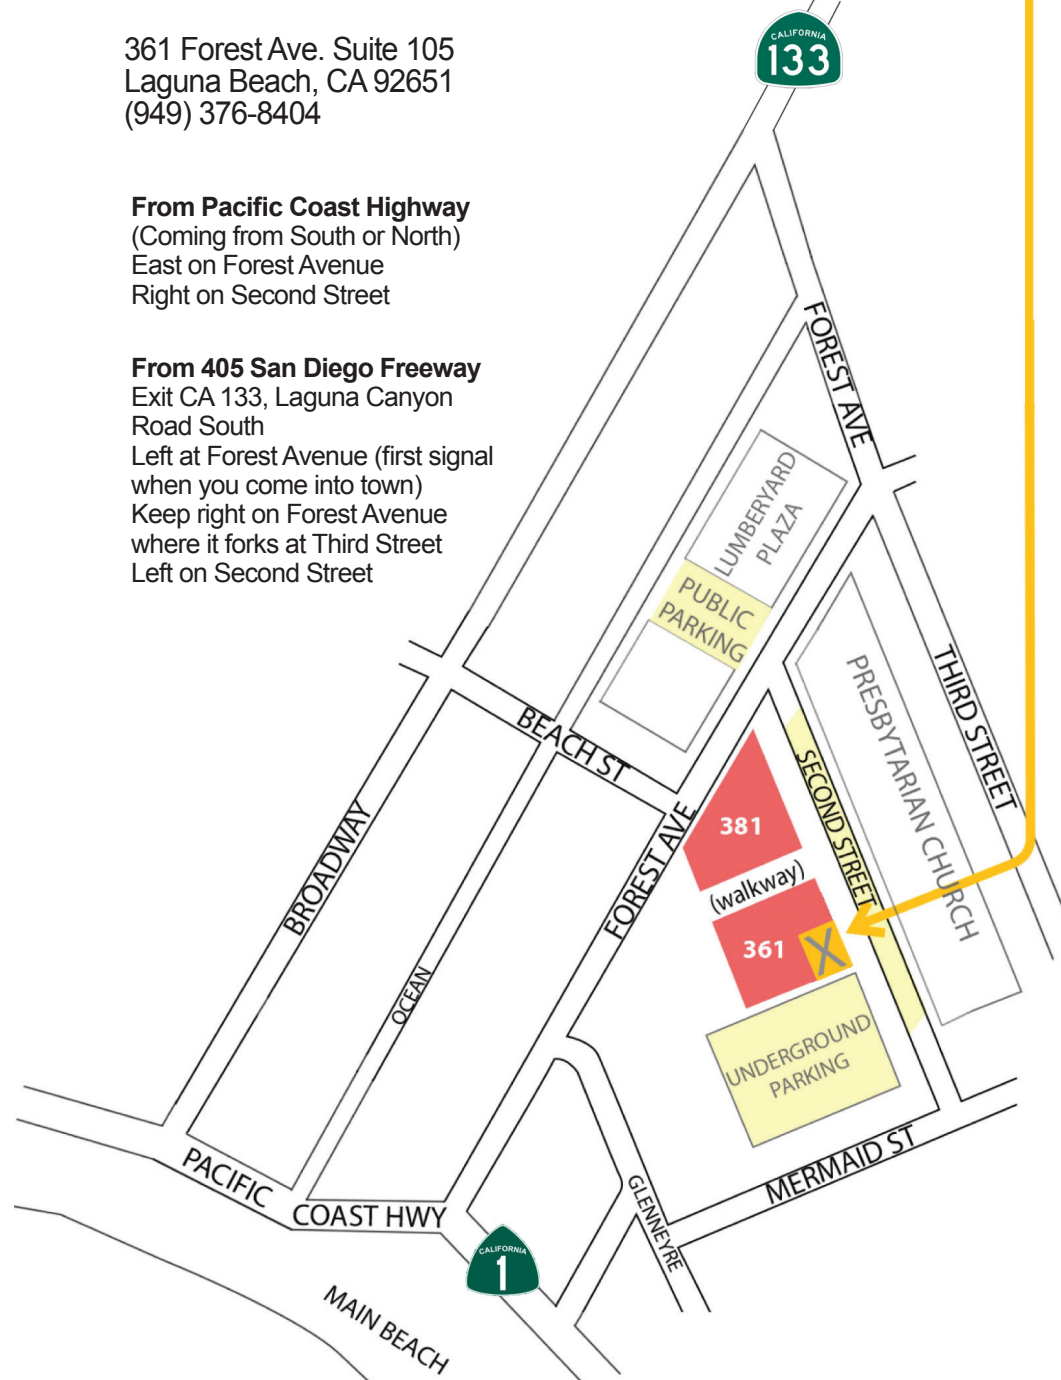 361 Forest Ave. Suite 105
Laguna Beach, CA 92651
(949) 376-8404
From Pacific Coast Highway
(Coming from South or North)
East on Forest Avenue
Right on Second Street
From 405 San Diego Freeway
Exit CA 133, Laguna Canyon
Road South
Left at Forest Avenue (first signal
when you come into town)
Keep right on Forest Avenue
where it forks at Third Street
Left on Second Street
CALIFORNIA
133
FOREST AVE
LUMBERYARD
PLAZA
PUBLIC
PARKING
THIRD STREET
PRESBYTARIAN CHURCH
BEACH ST
SECOND STREET
BROADWAY
FOREST AVE
381
(walkway)
361
X
OCEAN
UNDERGROUND
PARKING
MERMAID ST
GLENNEYRE
PACIFIC
COAST HWY
CALIFORNIA
1
MAIN BEACH